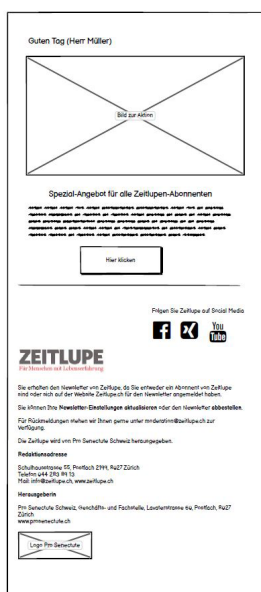 Guten Tag (Herr Müller)
Bild zur Aktion
Spezial-Angebot für alle Zeitlupen-Abonnenten
Hier klicken
Folgen Sie Zeitlupe auf Social Media
You
Tube
ZEITLUPE
Für Menschen mit Lebenserfahrung
Sie erhalten den Newsletter von Zeitlupe, da Sie entweder ein Abonnent von Zeitlupe
sind oder sich auf der Website Zeitlupe.ch für den Newsletter angemeldet haben.
Sie können Ihre Newsletter-Einstellungen aktualisieren oder den Newsletter abbestellen.
Für Rückmeldungen stehen wir Ihnen gerne unter moderation@zeitlupe.ch zur
Verfügung.
Die Zeitlupe wird von Pro Senectute Schweiz herausgegeben.
Redaktionsadresse
Schulhausstrasse 55, Postfach 2199, 8027 Zürich
Telefon 044 283 89 13
Mail: info@zeitlupe.ch, www.zeitlupe.ch
Herausgeberin
Pro Senectute Schweiz, Geschäfts- und Fachstelle, Lavaterstrasse 60, Postfach, 8027
Zürich
www.prosenectute.ch
Logo Pro Senectute